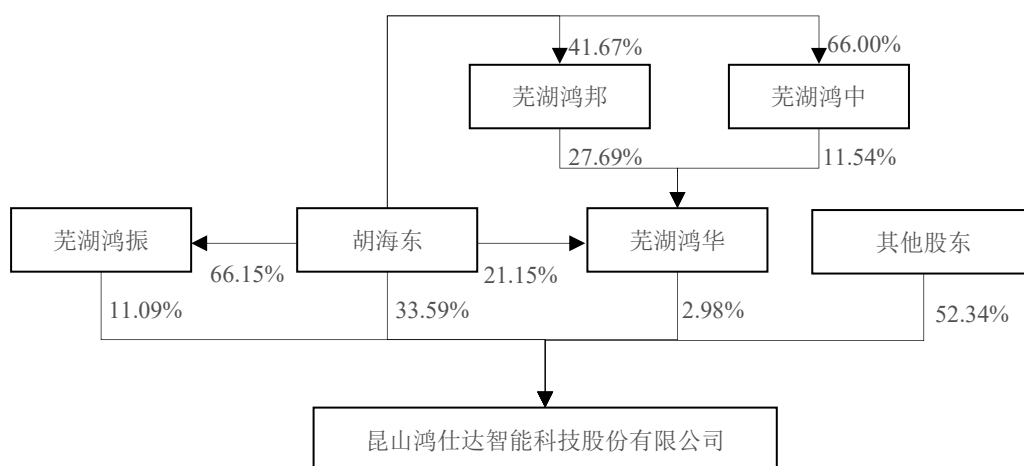 41.67%
66.00%
芜湖鸿邦
芜湖鸿中
27.69%
11.54%
芜湖鸿振
胡海东
芜湖鸿华
其他股东
66.15%
21.15%
11.09%
33.59%
2.98%
52.34%
昆山鸿仕达智能科技股份有限公司